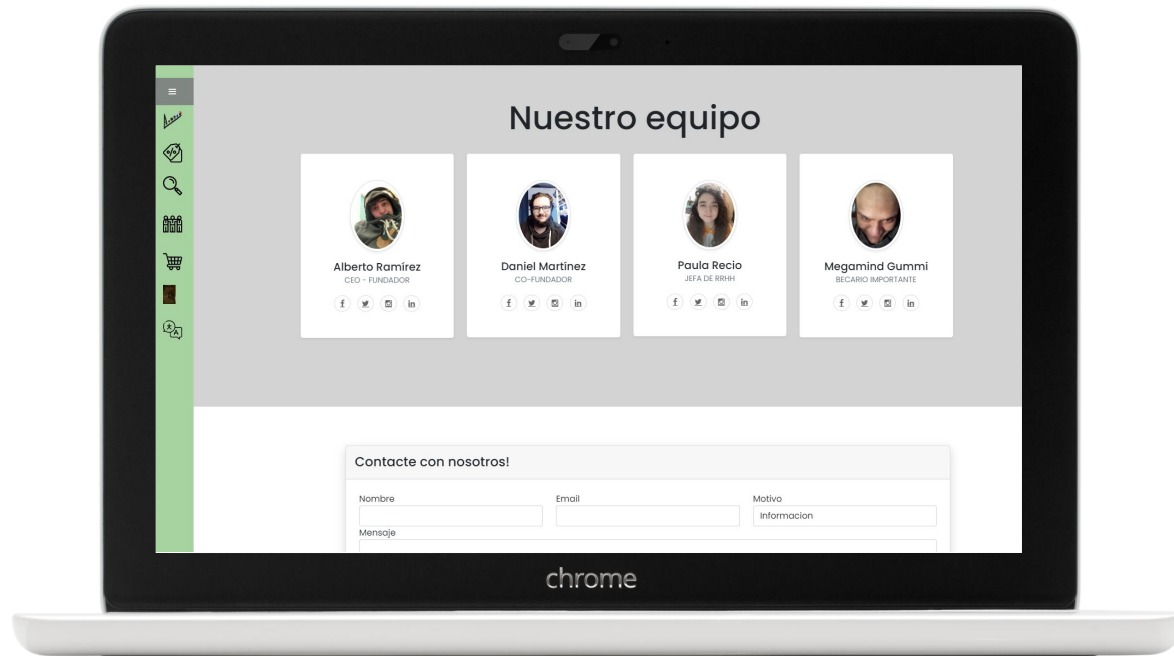 Nuestro equipo
Alberto Ramírez
CEO - FUNDADOR
Daniel Martínez
CO-FUNDADOR
Paula Recio
JEFA DE RRHH
Megamind Gummi
BECARIO IMPORTANTE
Contacte con nosotros!
Nombre
Email
Motivo
Informacion
Mensaje
chrome